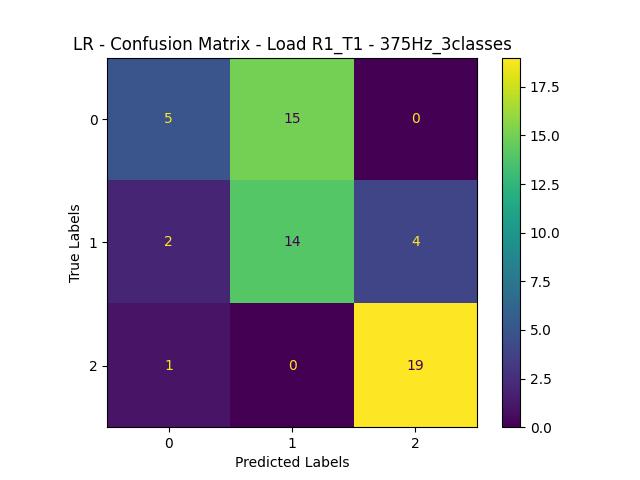 LR - Confusion Matrix - Load R1_T1 - 375Hz_3classes
True Labels
0 5 15 0
1 2 14 4
2 1 0 19
0 1 2
Predicted Labels
17.5
15.0
12.5
10.0
7.5
5.0
2.5
0.0